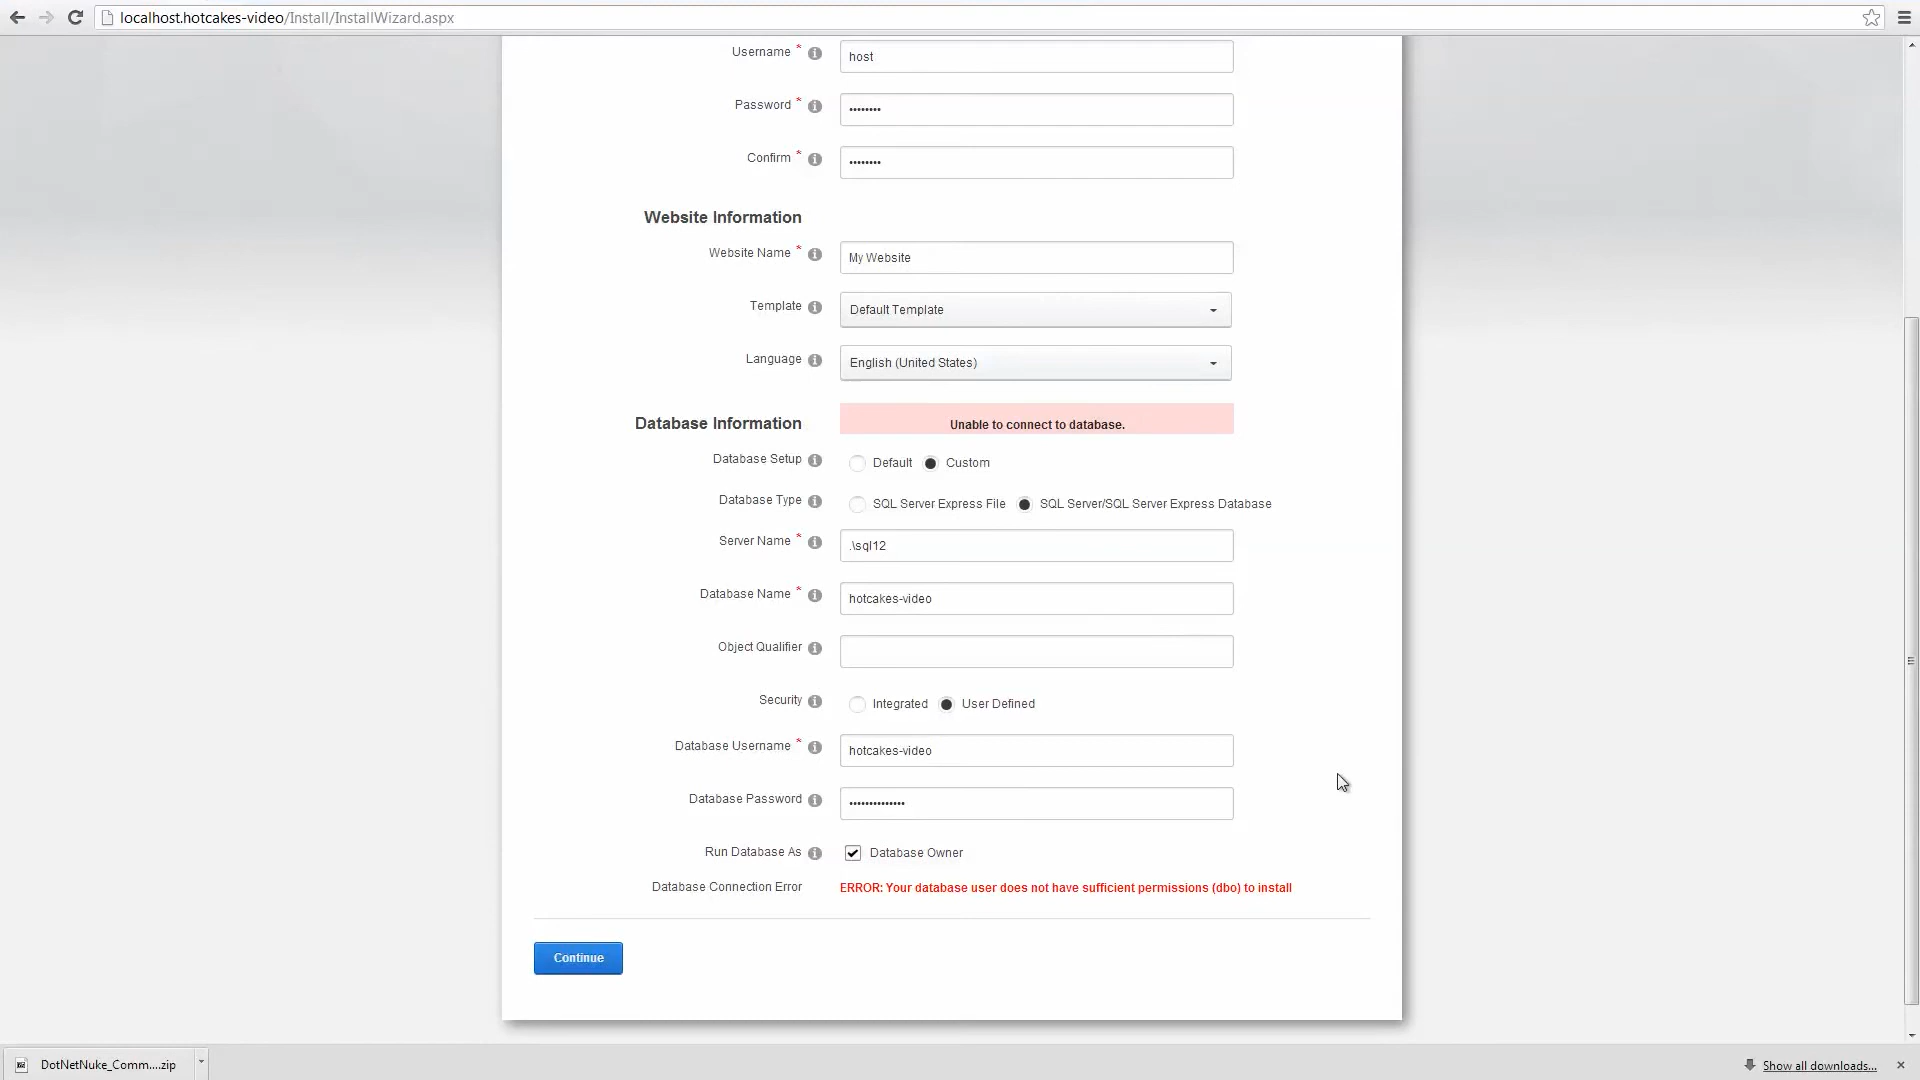 localhost.hotcakes-video/Install/InstallWizard.aspx
Username * host
Password * ••••••••
Confirm * ••••••••
Website Information
Website Name * My Website
Template Default Template
Language English (United States)
Database Information Unable to connect to database.
Database Setup Default Custom
Database Type SQL Server Express File SQL Server/SQL Server Express Database
Server Name * .\sql12
Database Name * hotcakes-video
Object Qualifier
Security Integrated User Defined
Database Username * hotcakes-video
Database Password ••••••••••••••
Run Database As Database Owner
Database Connection Error ERROR: Your database user does not have sufficient permissions (dbo) to install
Continue
DotNetNuke_Comm....zip Show all downloads...